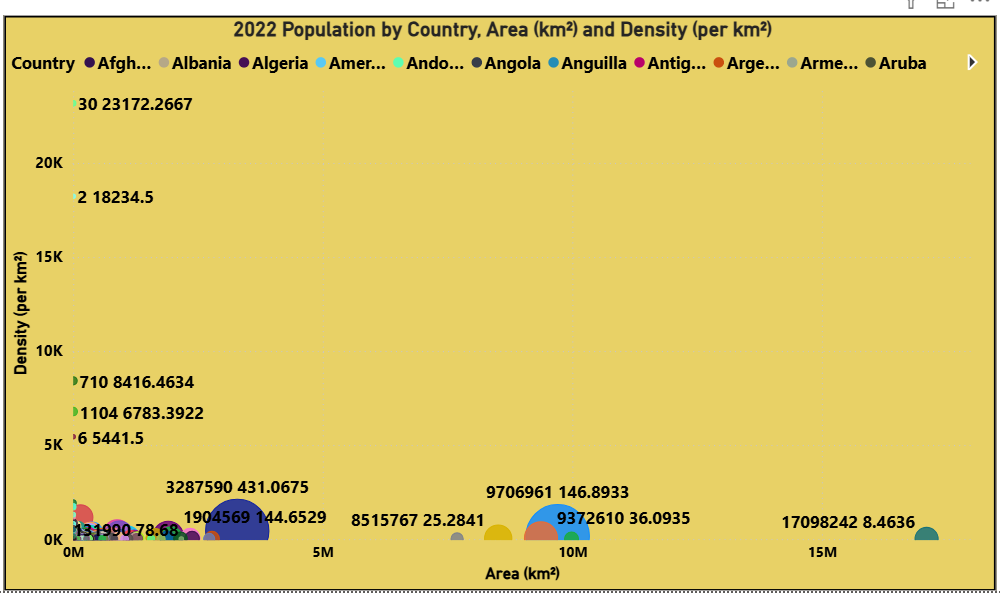 2022 Population by Country, Area (km²) and Density (per km²)
Country Afgh... Albania Algeria Amer... Ando... Angola Anguilla Antig... Arge... Arme... Aruba
30 23172.2667
20K
2 18234.5
15K
Density (per km²)
10K
710 8416.4634
1104 6783.3922
6 5441.5
5K
3287590 431.0675
9706961 146.8933
1904569 144.6529
8515767 25.2841
9372610 36.0935
17098242 8.4636
131990 78.68
0K
0M 5M 10M 15M
Area (km²)